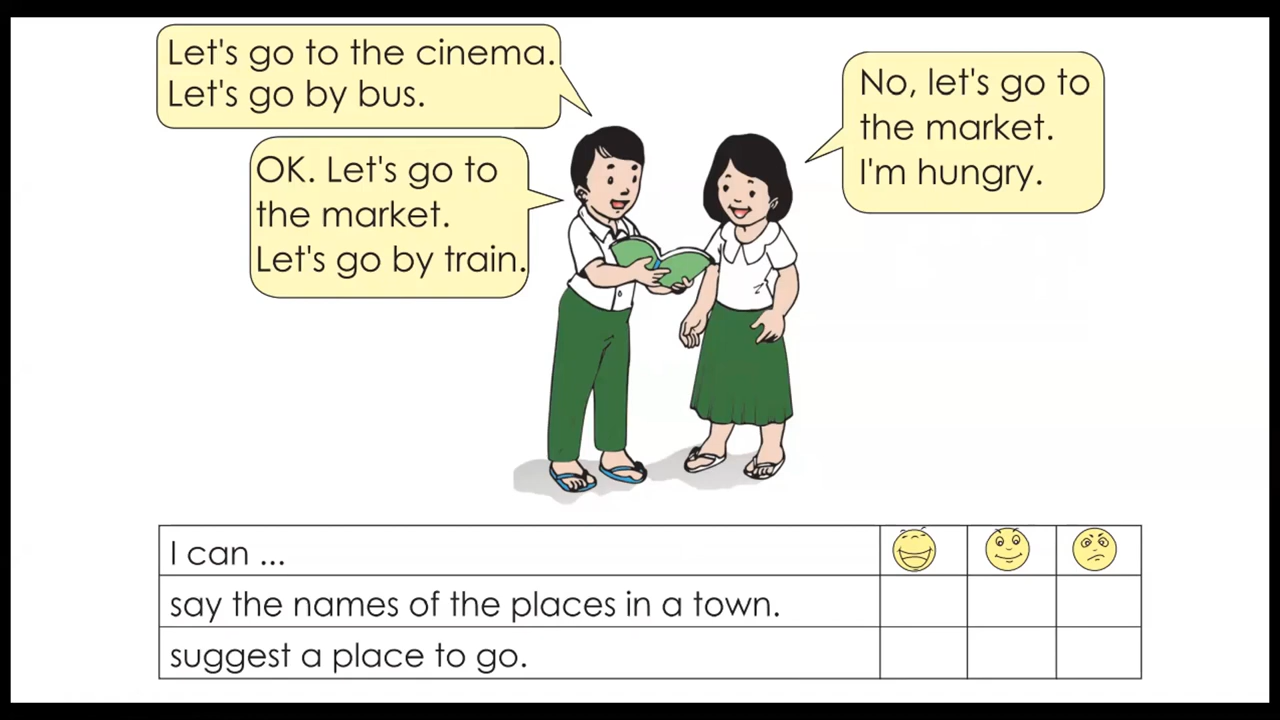 Let's go to the cinema.
Let's go by bus.
No, let's go to
the market.
I'm hungry.
OK. Let's go to
the market.
Let's go by train.
I can ...
say the names of the places in a town.
suggest a place to go.